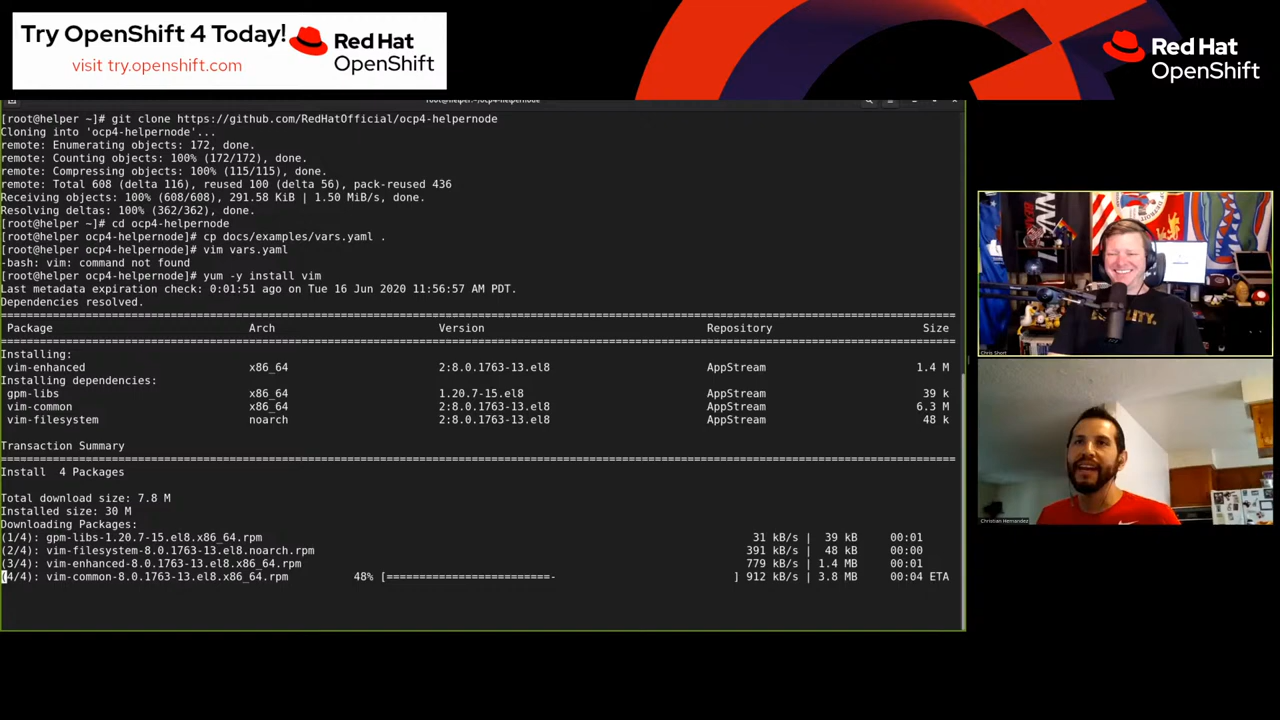 Try OpenShift 4 Today!
visit try.openshift.com
Red Hat
OpenShift
Red Hat
OpenShift
root@helper:~/ocp4-helpernode
[root@helper ~]# git clone https://github.com/RedHatOfficial/ocp4-helpernode
Cloning into 'ocp4-helpernode'...
remote: Enumerating objects: 172, done.
remote: Counting objects: 100% (172/172), done.
remote: Compressing objects: 100% (115/115), done.
remote: Total 608 (delta 116), reused 100 (delta 56), pack-reused 436
Receiving objects: 100% (608/608), 291.58 KiB | 1.50 MiB/s, done.
Resolving deltas: 100% (362/362), done.
[root@helper ~]# cd ocp4-helpernode
[root@helper ocp4-helpernode]# cp docs/examples/vars.yaml .
[root@helper ocp4-helpernode]# vim vars.yaml
-bash: vim: command not found
[root@helper ocp4-helpernode]# yum -y install vim
Last metadata expiration check: 0:01:51 ago on Tue 16 Jun 2020 11:56:57 AM PDT.
Dependencies resolved.
Package Arch Version Repository Size
Installing:
vim-enhanced x86_64 2:8.0.1763-13.el8 AppStream 1.4 M
Installing dependencies:
gpm-libs x86_64 1.20.7-15.el8 AppStream 39 k
vim-common x86_64 2:8.0.1763-13.el8 AppStream 6.3 M
vim-filesystem noarch 2:8.0.1763-13.el8 AppStream 48 k
Transaction Summary
Install 4 Packages
Total download size: 7.8 M
Installed size: 30 M
Downloading Packages:
(1/4): gpm-libs-1.20.7-15.el8.x86_64.rpm 31 kB/s | 39 kB 00:01
(2/4): vim-filesystem-8.0.1763-13.el8.noarch.rpm 391 kB/s | 48 kB 00:00
(3/4): vim-enhanced-8.0.1763-13.el8.x86_64.rpm 779 kB/s | 1.4 MB 00:01
(4/4): vim-common-8.0.1763-13.el8.x86_64.rpm 48% [=========================- ] 912 kB/s | 3.8 MB 00:04 ETA
Chris Short
Christian Hernandez